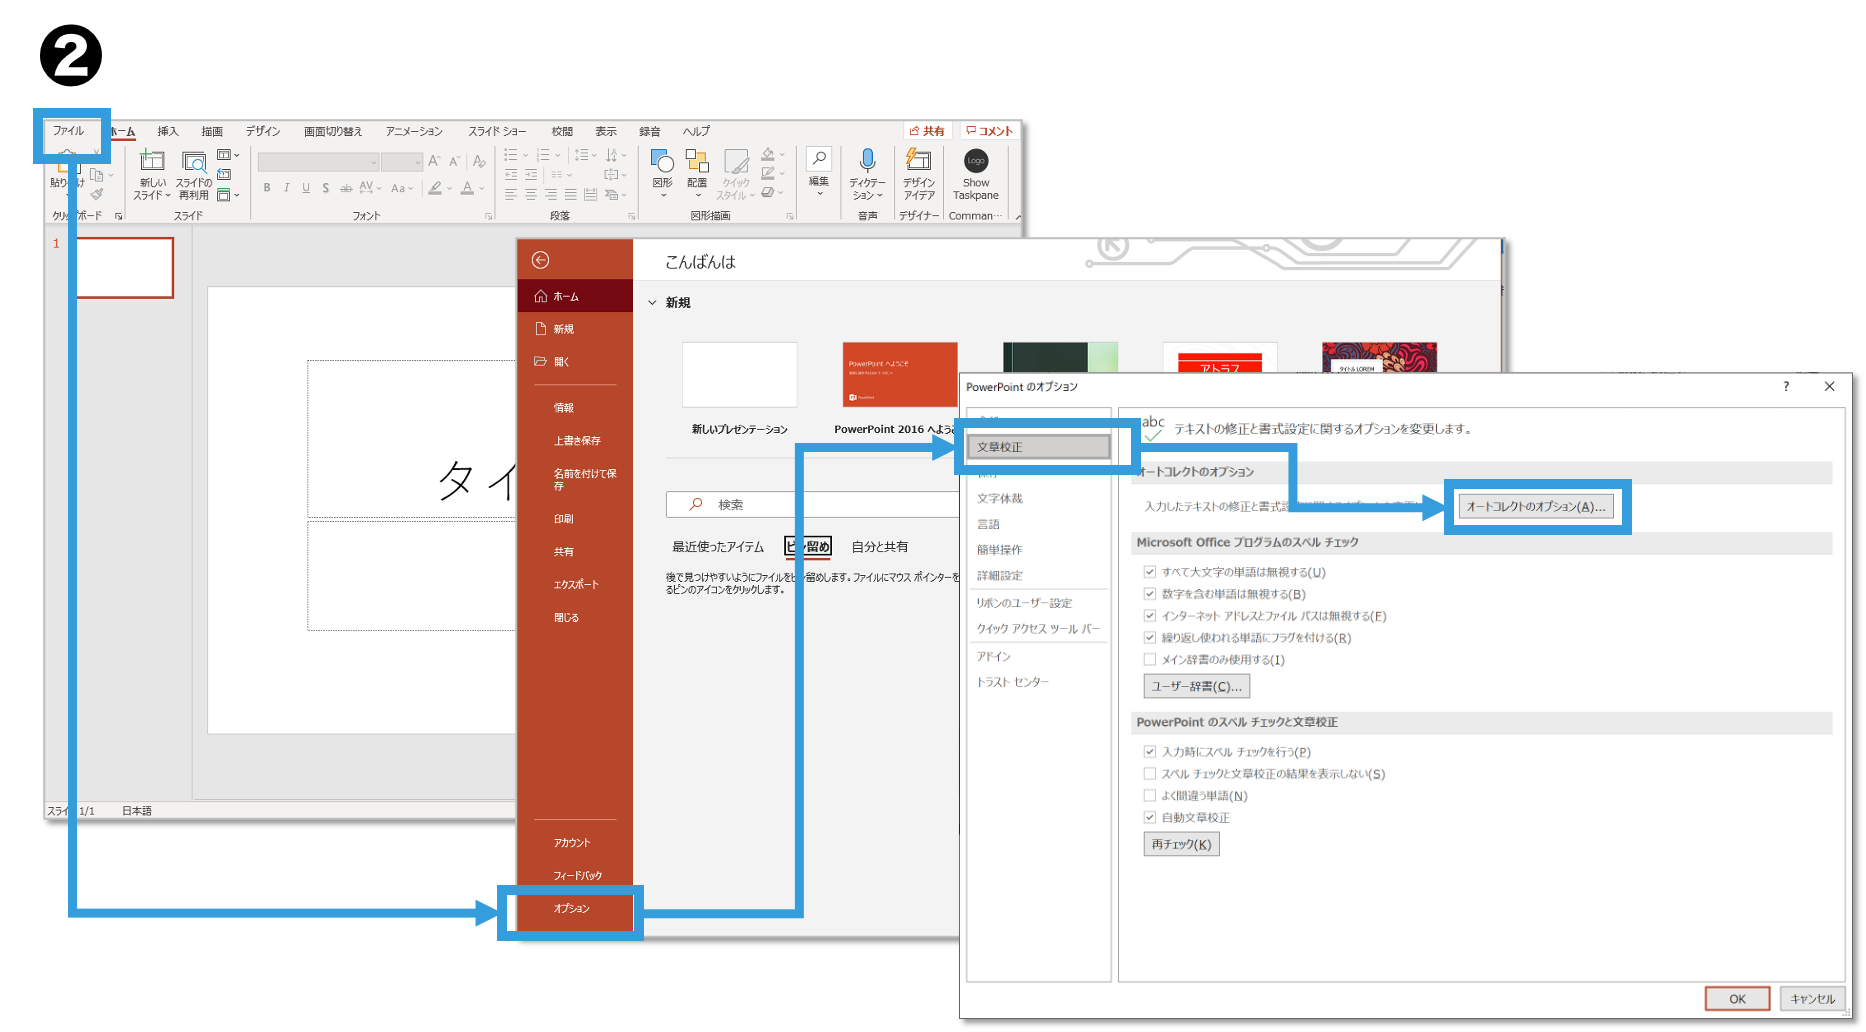 2
ファイル
ホーム
挿入
描画
デザイン
画面切り替え
アニメーション
スライド ショー
校閲
表示
録音
ヘルプ
共有
コメント
新しい
スライド
スライドの
再利用
図形
配置
クイック
スタイル
編集
ディクテー
ション
デザイン
アイデア
Logo
Show
Taskpane
スライド
フォント
段落
図形描画
音声
デザイナー
Comman…
1
タイ
1/1
日本語
こんばんは
ホーム
新規
開く
情報
上書き保存
名前を付けて保
存
印刷
共有
エクスポート
閉じる
アカウント
フィードバック
オプション
新規
PowerPoint へようこそ
アトラス
タイトル LOREM
新しいプレゼンテーション
PowerPoint 2016 へよう
検索
最近使ったアイテム
ピン留め
自分と共有
後で見つけやすいようにファイルをピン留めします。ファイルにマウス ポインターを
るピンのアイコンをクリックします。
PowerPoint のオプション
?
文章校正
文字体裁
言語
簡単操作
詳細設定
リボンのユーザー設定
クイック アクセス ツール バー
アドイン
トラスト センター
abc
テキストの修正と書式設定に関するオプションを変更します。
オートコレクトのオプション
入力したテキストの修正と書式設
オートコレクトのオプション(A)...
Microsoft Office プログラムのスペル チェック
すべて大文字の単語は無視する(U)
数字を含む単語は無視する(B)
インターネット アドレスとファイル パスは無視する(F)
繰り返し使われる単語にフラグを付ける(R)
メイン辞書のみ使用する(I)
ユーザー辞書(C)...
PowerPoint のスペル チェックと文章校正
入力時にスペル チェックを行う(P)
スペル チェックと文章校正の結果を表示しない(S)
よく間違う単語(N)
自動文章校正
再チェック(K)
OK
キャンセル